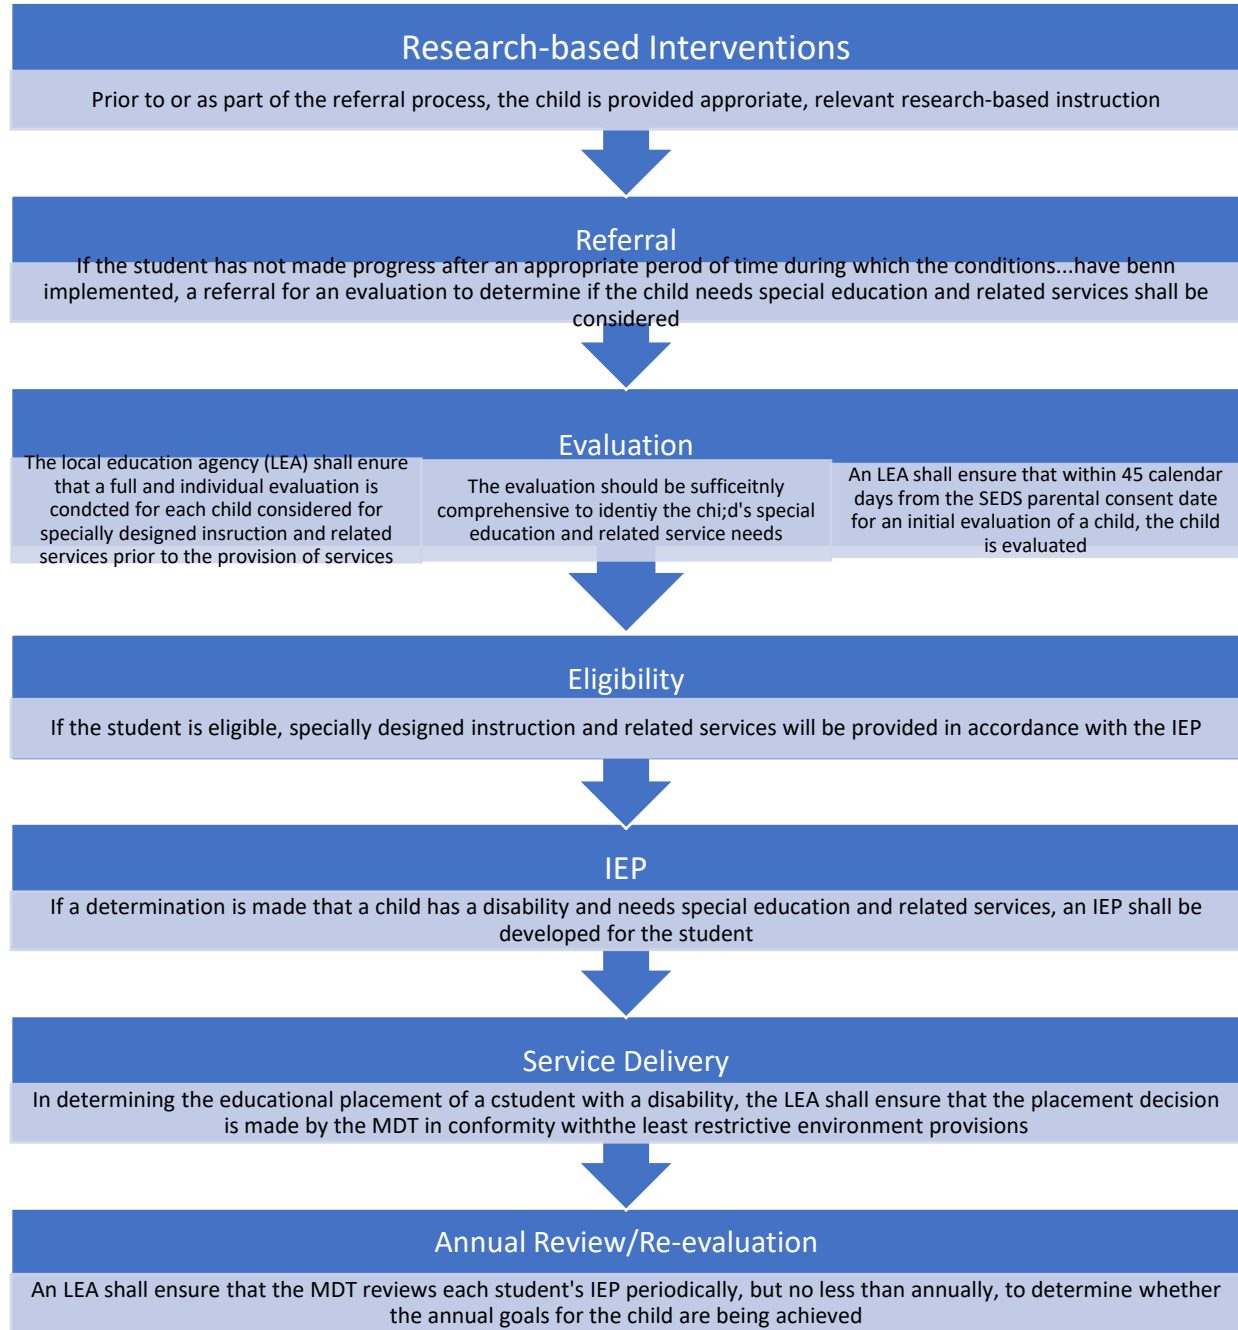 Research-based Interventions
Prior to or as part of the referral process, the child is provided approriate, relevant research-based instruction
Referral
If the student has not made progress after an appropriate perod of time during which the conditions...have benn
implemented, a referral for an evaluation to determine if the child needs special education and related services shall be
considered
Evaluation
The local education agency (LEA) shall enure
that a full and individual evaluation is
condcted for each child considered for
specially designed insruction and related
services prior to the provision of services
The evaluation should be sufficeitnly
comprehensive to identiy the chi;d's special
education and related service needs
An LEA shall ensure that within 45 calendar
days from the SEDS parental consent date
for an initial evaluation of a child, the child
is evaluated
Eligibility
If the student is eligible, specially designed instruction and related services will be provided in accordance with the IEP
IEP
If a determination is made that a child has a disability and needs special education and related services, an IEP shall be
developed for the student
Service Delivery
In determining the educational placement of a cstudent with a disability, the LEA shall ensure that the placement decision
is made by the MDT in conformity withthe least restrictive environment provisions
Annual Review/Re-evaluation
An LEA shall ensure that the MDT reviews each student's IEP periodically, but no less than annually, to determine whether
the annual goals for the child are being achieved